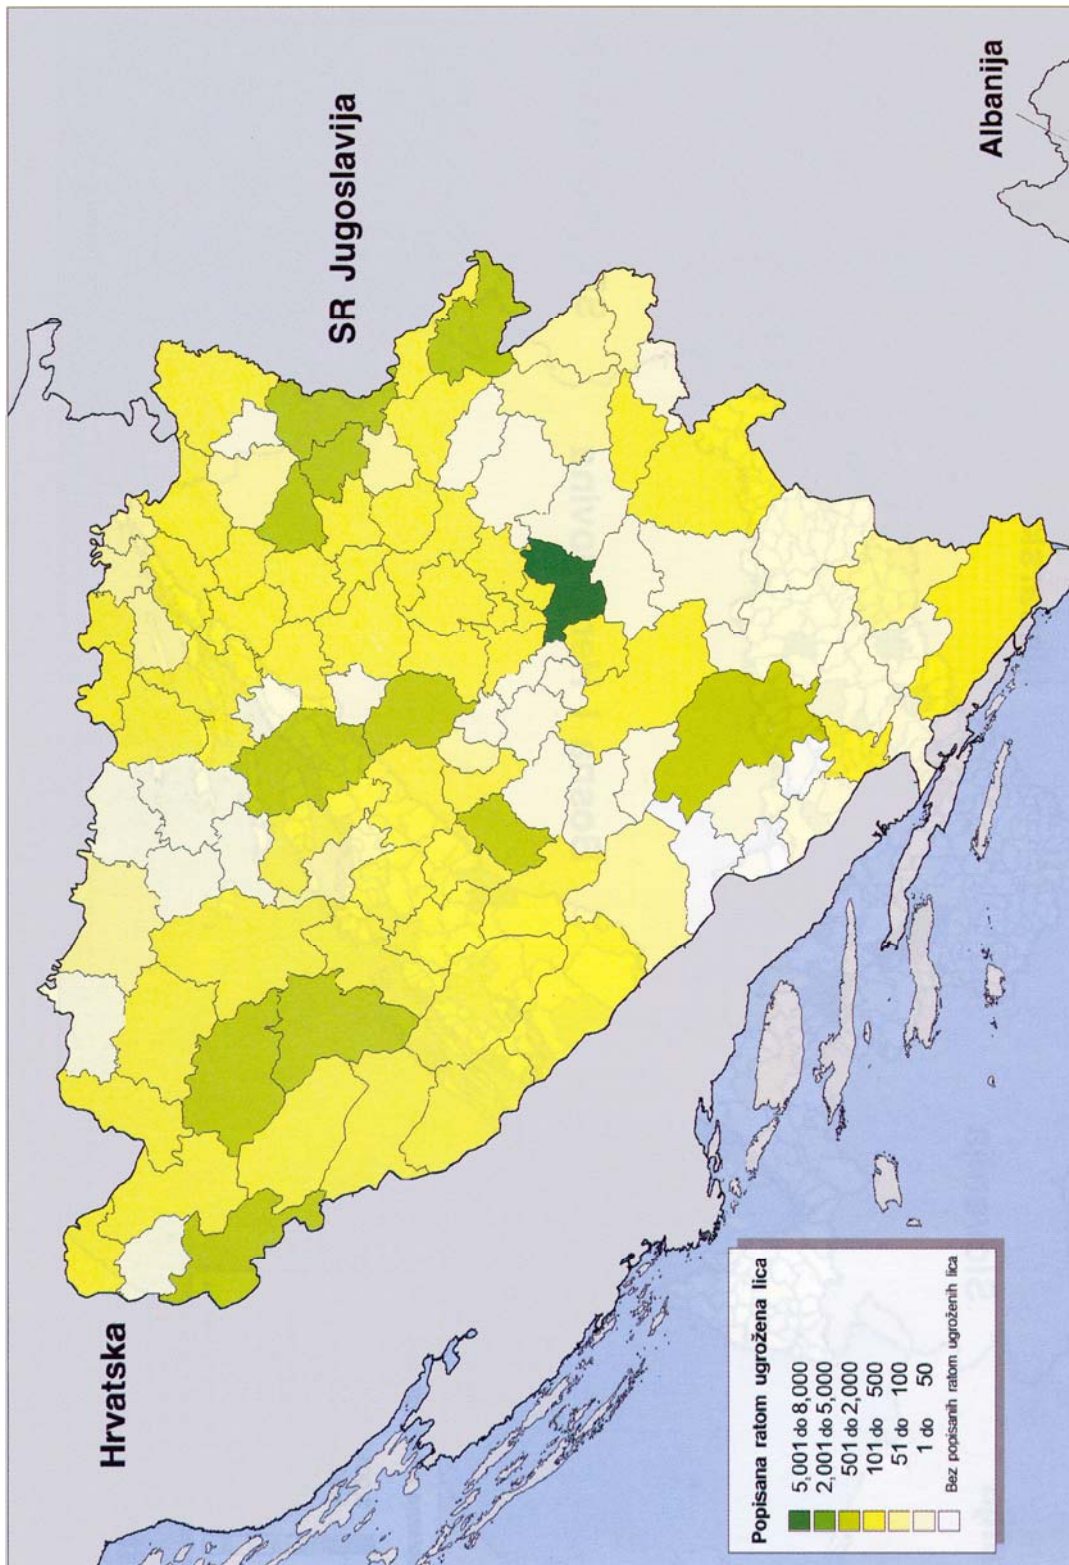 Hrvatska
SR Jugoslavija
Albanija
Popisana ratom ugrožena lica
5,001 do 8,000
2,001 do 5,000
501 do 2,000
101 do 500
51 do 100
1 do 50
Bez popisanih ratom ugroženih lica